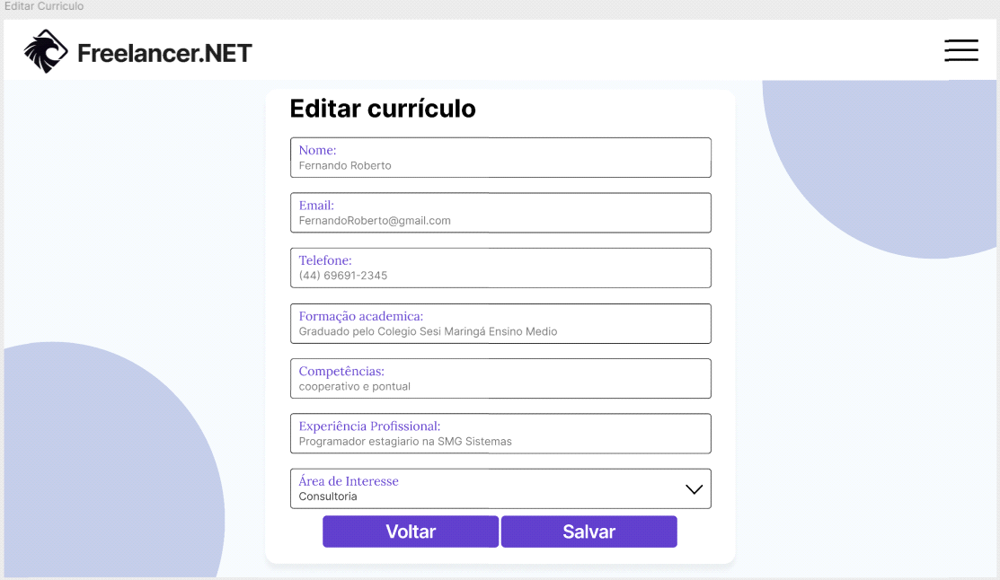 Editar Curriculo
Freelancer.NET
Editar currículo
Nome:
Fernando Roberto
Email:
FernandoRoberto@gmail.com
Telefone:
(44) 69691-2345
Formação academica:
Graduado pelo Colegio Sesi Maringá Ensino Medio
Competências:
cooperativo e pontual
Experiência Profissional:
Programador estagiario na SMG Sistemas
Área de Interesse
Consultoria
Voltar Salvar